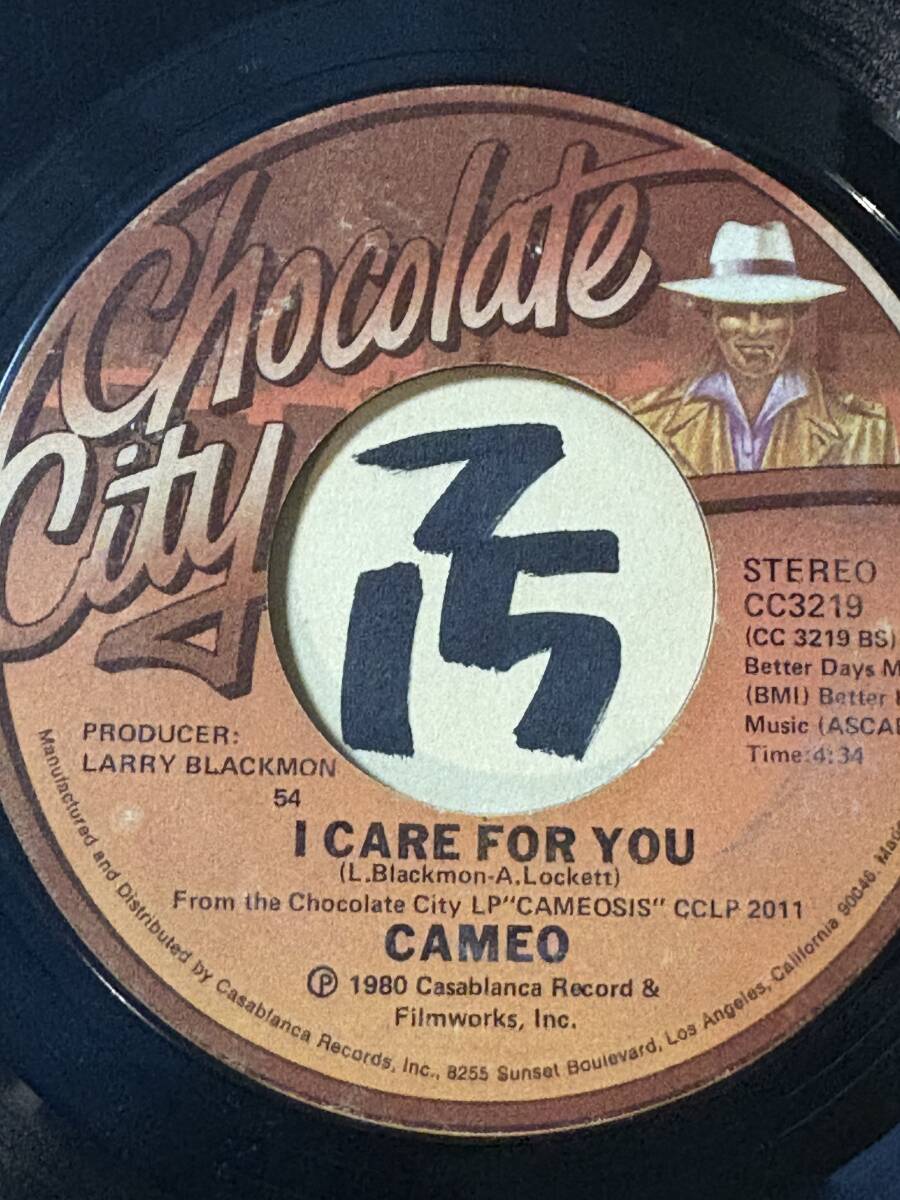 Chocolate
City
15
STEREO
CC3219
(CC 3219 BS)
Better Days
(BMI) Better
Music (ASCAP
Time:4:34
PRODUCER:
LARRY BLACKMON
54
I CARE FOR YOU
(L.Blackmon-A.Lockett)
From the Chocolate City LP"CAMEOSIS" CCLP 2011
CAMEO
Ⓟ 1980 Casablanca Record &
Filmworks, Inc.
Manufactured and Distributed by Casablanca Records, Inc., 8255 Sunset Boulevard, Los Angeles, California 90046